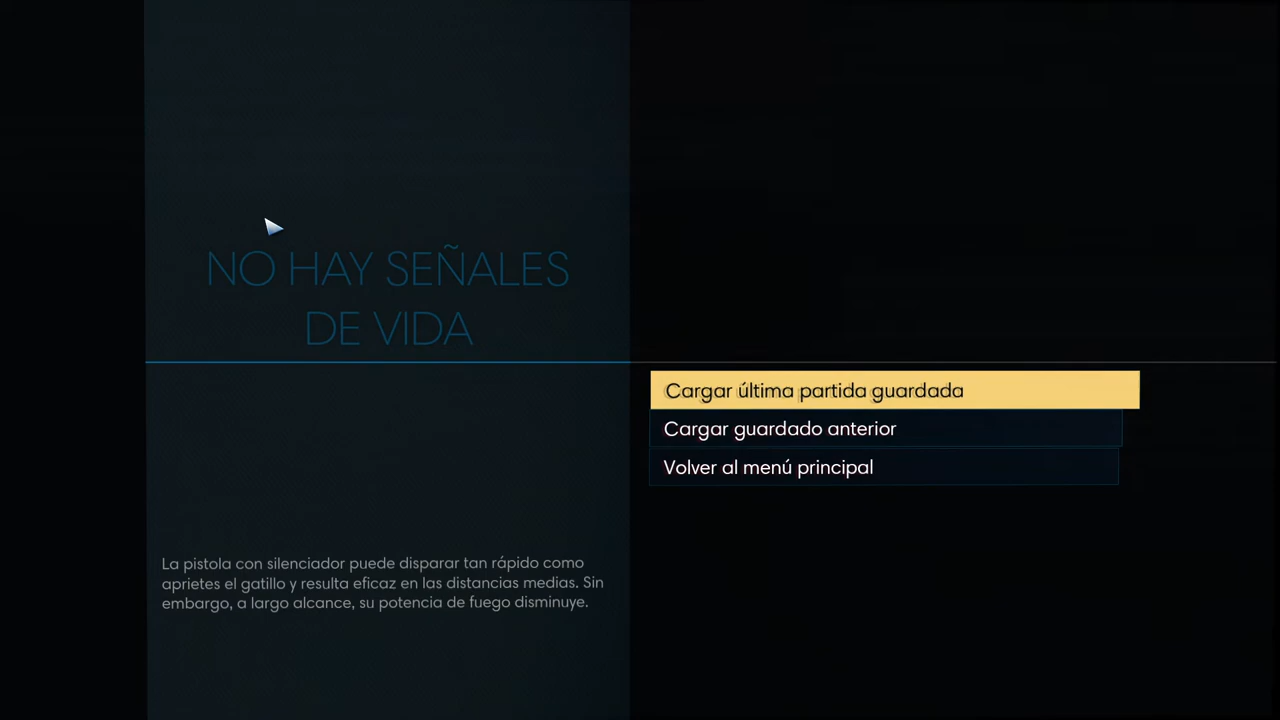 NO HAY SEÑALES
DE VIDA
Cargar última partida guardada
Cargar guardado anterior
Volver al menú principal
La pistola con silenciador puede disparar tan rápido como
aprietes el gatillo y resulta eficaz en las distancias medias. Sin
embargo, a largo alcance, su potencia de fuego disminuye.